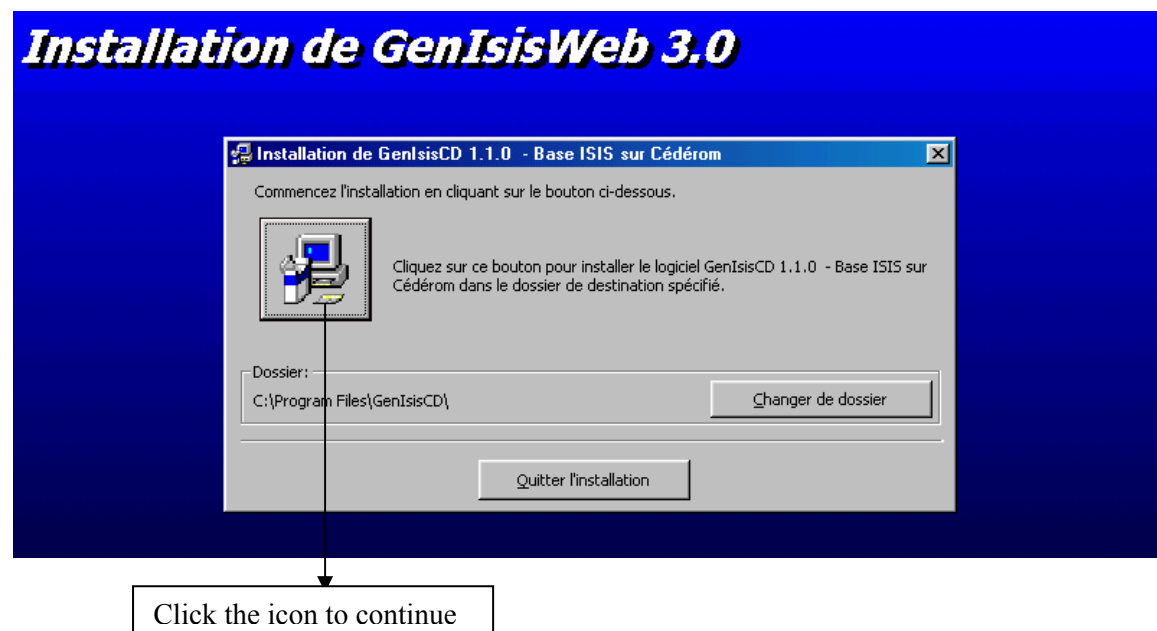 Installation de GenIsisWeb 3.0
Installation de GenIsisCD 1.1.0 - Base ISIS sur Cédérom
Commencez l'installation en cliquant sur le bouton ci-dessous.
Cliquez sur ce bouton pour installer le logiciel GenIsisCD 1.1.0 - Base ISIS sur
Cédérom dans le dossier de destination spécifié.
Dossier:
C:\Program Files\GenIsisCD\
Changer de dossier
Quitter l'installation
Click the icon to continue